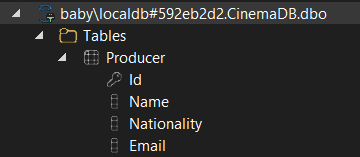 baby\localdb#592eb2d2.CinemaDB.dbo
Tables
Producer
Id
Name
Nationality
Email